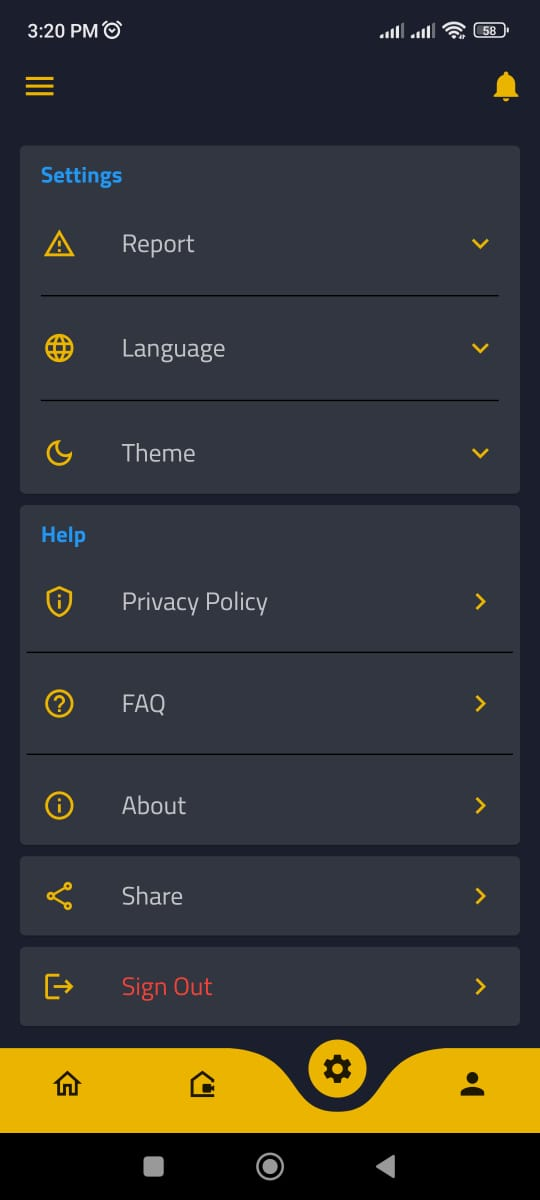 3:20 PM
58
Settings
Report
Language
Theme
Help
Privacy Policy
FAQ
About
Share
Sign Out